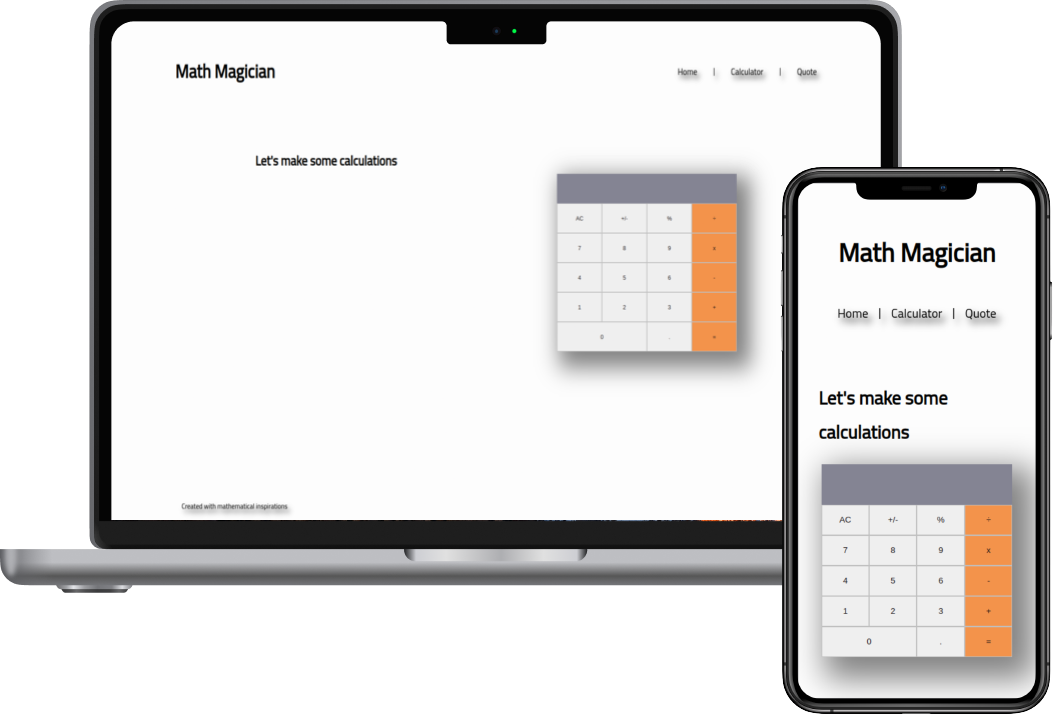 Math Magician
Home | Calculator | Quote
Let's make some calculations
AC +/- % ÷
7 8 9 x
4 5 6 -
1 2 3 +
0 . =
Created with mathematical inspirations
Math Magician
Home | Calculator | Quote
Let's make some
calculations
AC +/- % ÷
7 8 9 x
4 5 6 -
1 2 3 +
0 . =